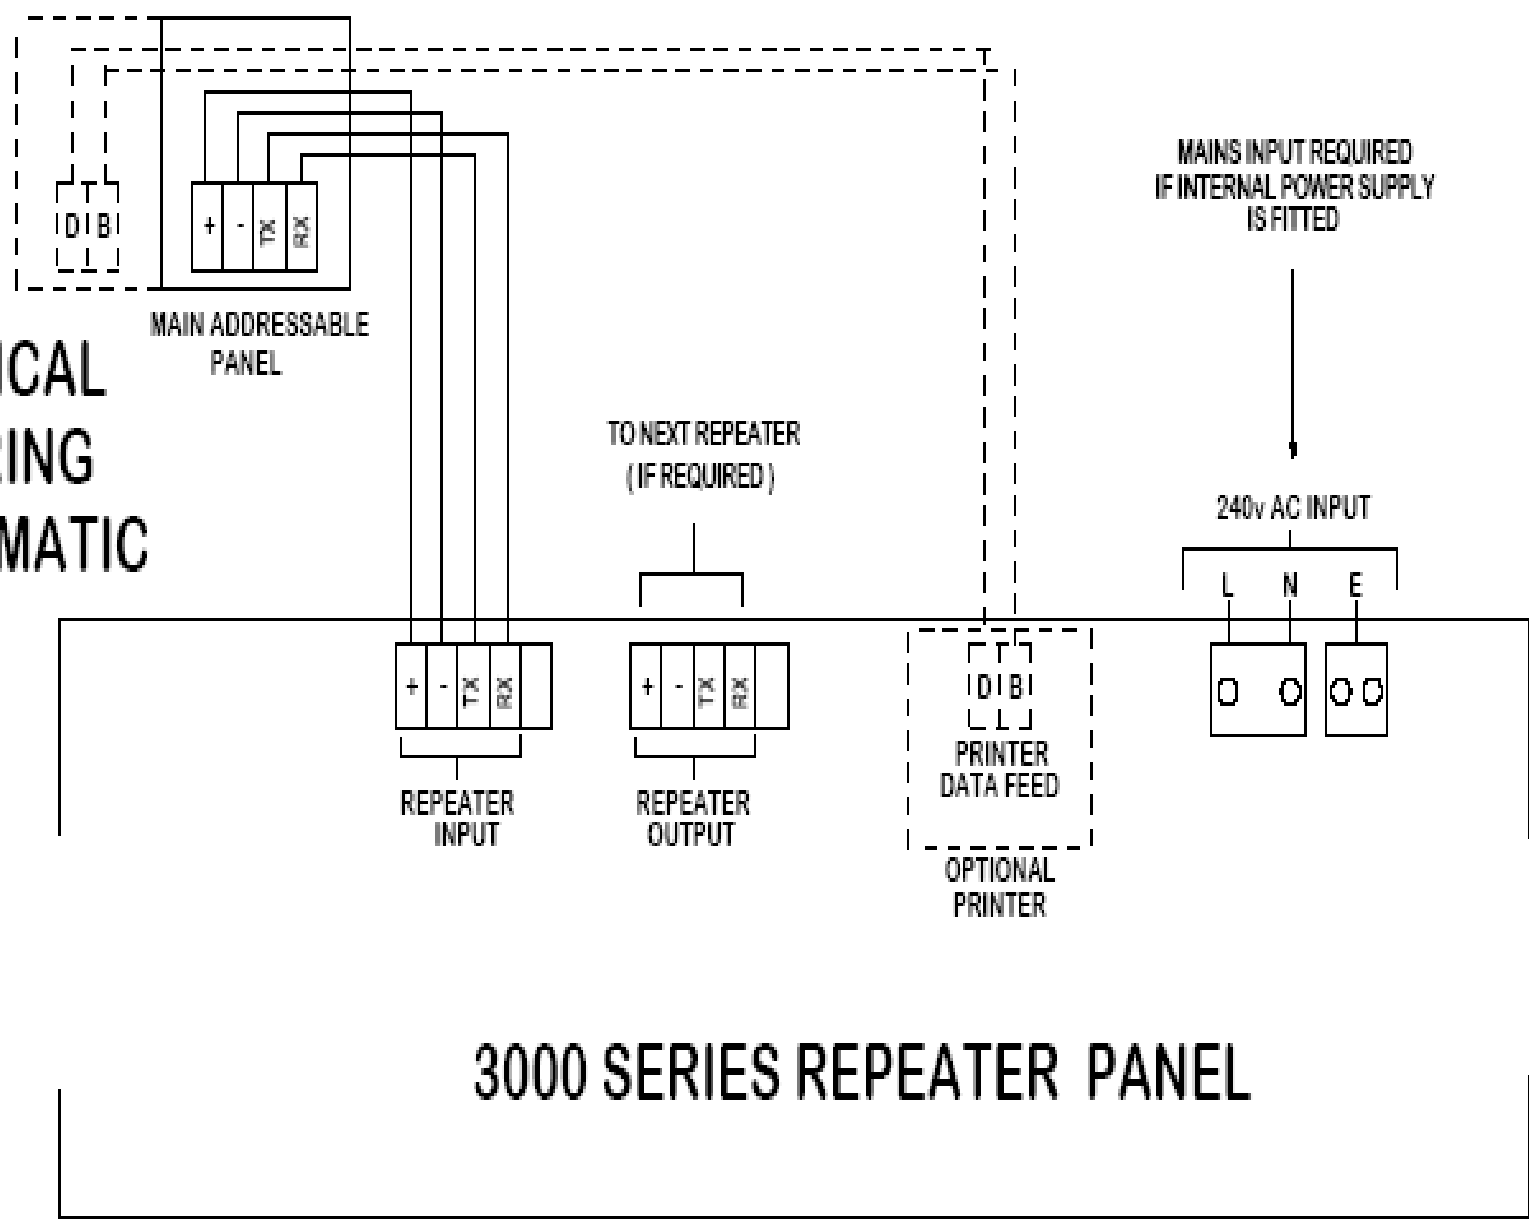 D B
+ - TX RX
MAIN ADDRESSABLE
PANEL
ICAL
RING
MATIC
MAINS INPUT REQUIRED
IF INTERNAL POWER SUPPLY
IS FITTED
TO NEXT REPEATER
( IF REQUIRED )
240v AC INPUT
L N E
+ - TX RX
REPEATER
INPUT
+ - TX RX
REPEATER
OUTPUT
D B
PRINTER
DATA FEED
OPTIONAL
PRINTER
3000 SERIES REPEATER PANEL